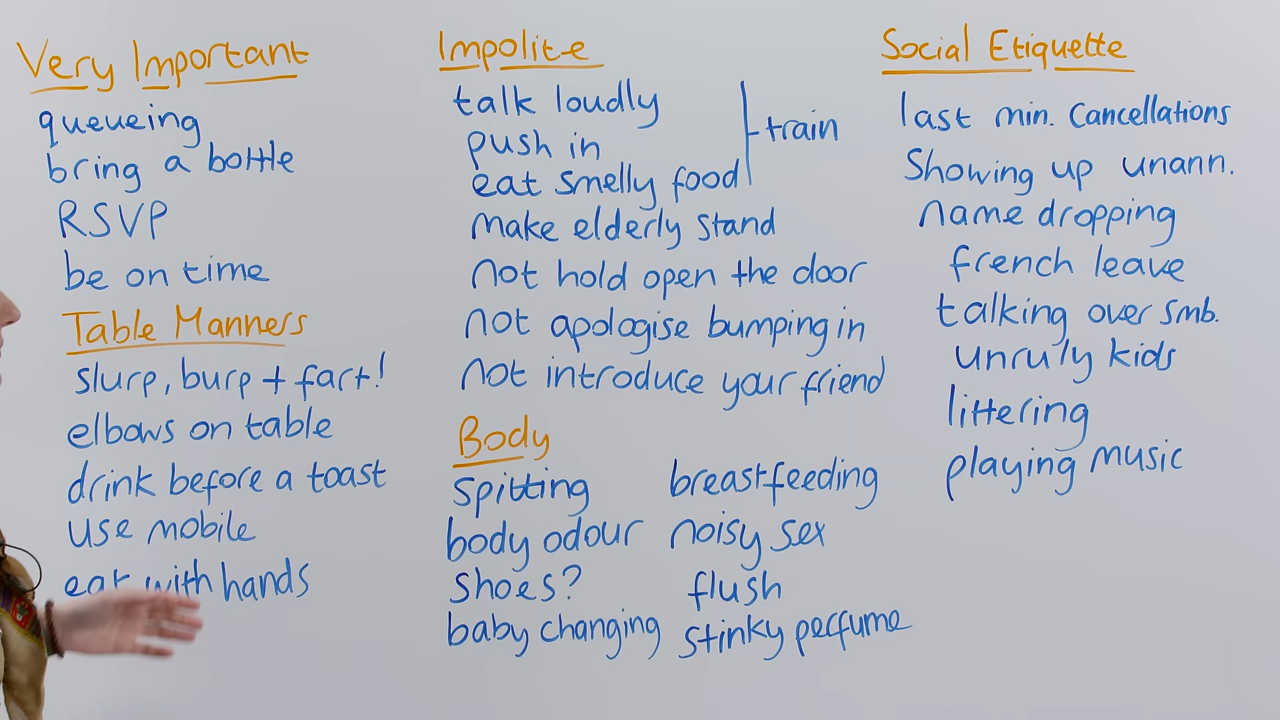 Very Important
queueing
bring a bottle
RSVP
be on time
Table Manners
slurp, burp + fart!
elbows on table
drink before a toast
use mobile
eat with hands
Impolite
talk loudly
push in
eat smelly food
train
make elderly stand
not hold open the door
not apologise bumping in
not introduce your friend
Body
spitting
body odour
shoes?
baby changing
breastfeeding
noisy sex
flush
stinky perfume
Social Etiquette
last min. cancellations
Showing up unann.
name dropping
french leave
talking over smb.
unruly kids
littering
playing music